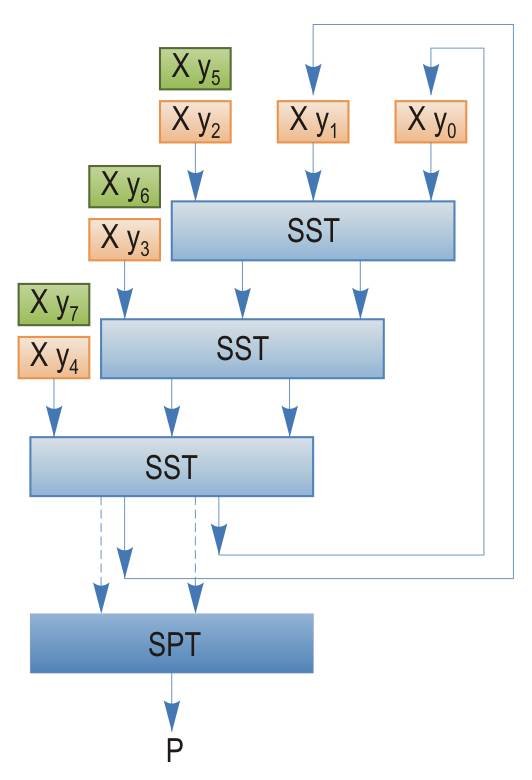 X y₅
X y₂ X y₁ X y₀
X y₆
SST
X y₃
X y₇
SST
X y₄
SST
SPT
P